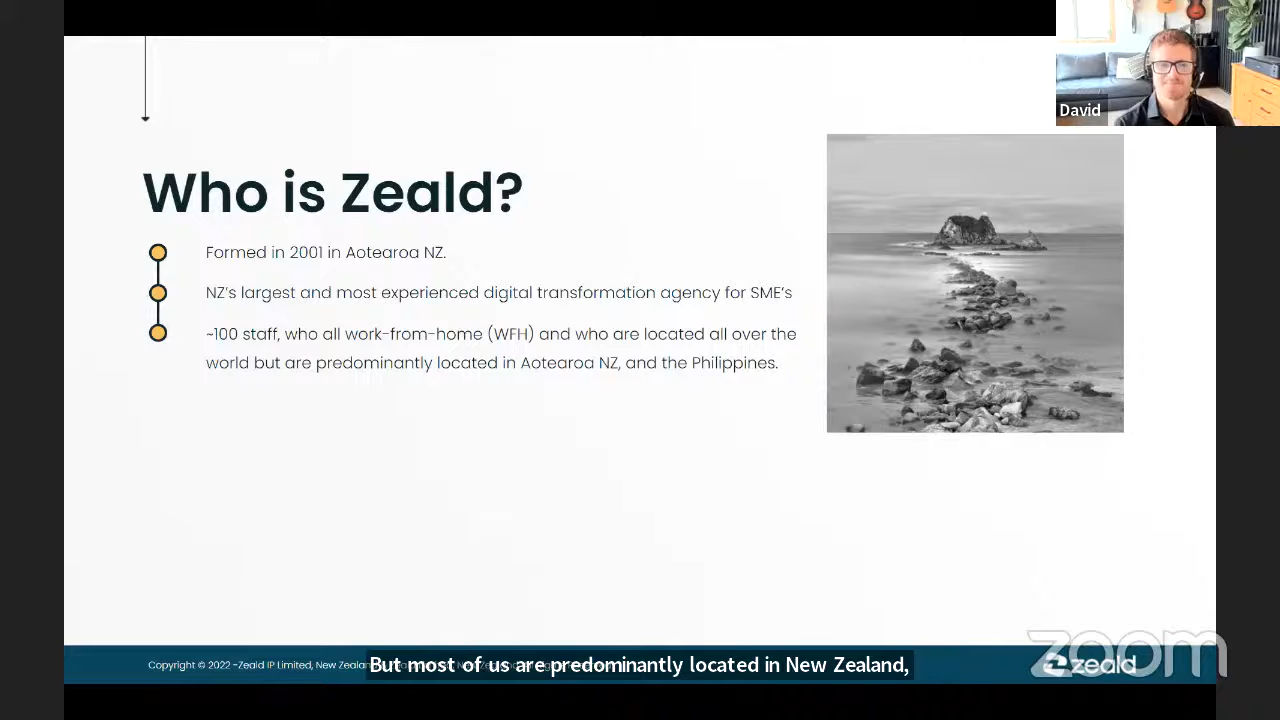 David
Who is Zeald?
Formed in 2001 in Aotearoa NZ.
NZ's largest and most experienced digital transformation agency for SME's
~100 staff, who all work-from-home (WFH) and who are located all over the
world but are predominantly located in Aotearoa NZ, and the Philippines.
Copyright © 2022 -Zeald IP Limited, New
But most of us are predominantly located in New Zealand,
zeald
zoom